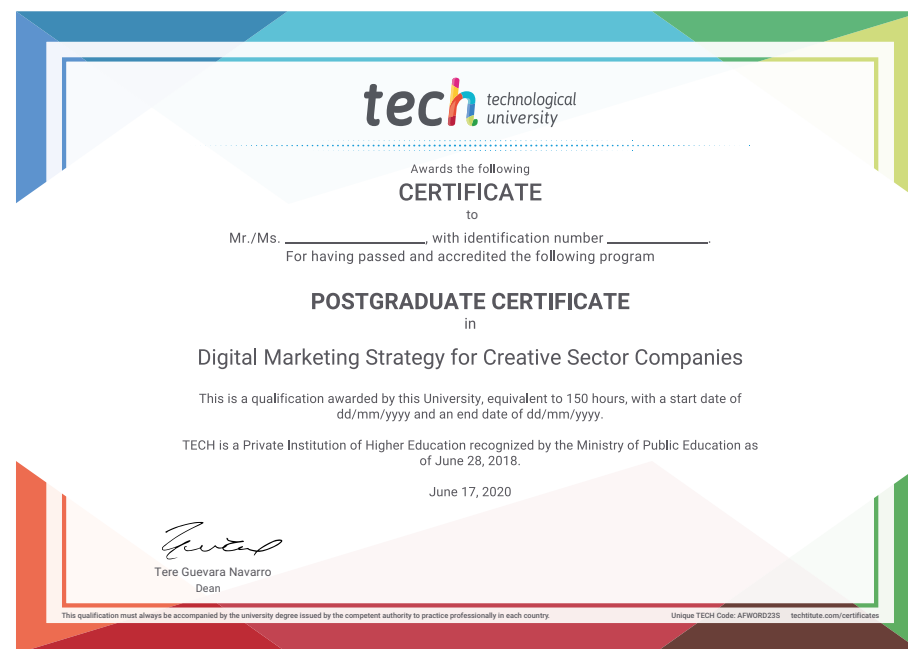 tech technological
university
Awards the following
CERTIFICATE
to
Mr./Ms. ____________________, with identification number ______________.
For having passed and accredited the following program
POSTGRADUATE CERTIFICATE
in
Digital Marketing Strategy for Creative Sector Companies
This is a qualification awarded by this University, equivalent to 150 hours, with a start date of
dd/mm/yyyy and an end date of dd/mm/yyyy.
TECH is a Private Institution of Higher Education recognized by the Ministry of Public Education as
of June 28, 2018.
June 17, 2020
Tere Guevara Navarro
Dean
This qualification must always be accompanied by the university degree issued by the competent authority to practice professionally in each country. Unique TECH Code: AFWORD23S techtitute.com/certificates